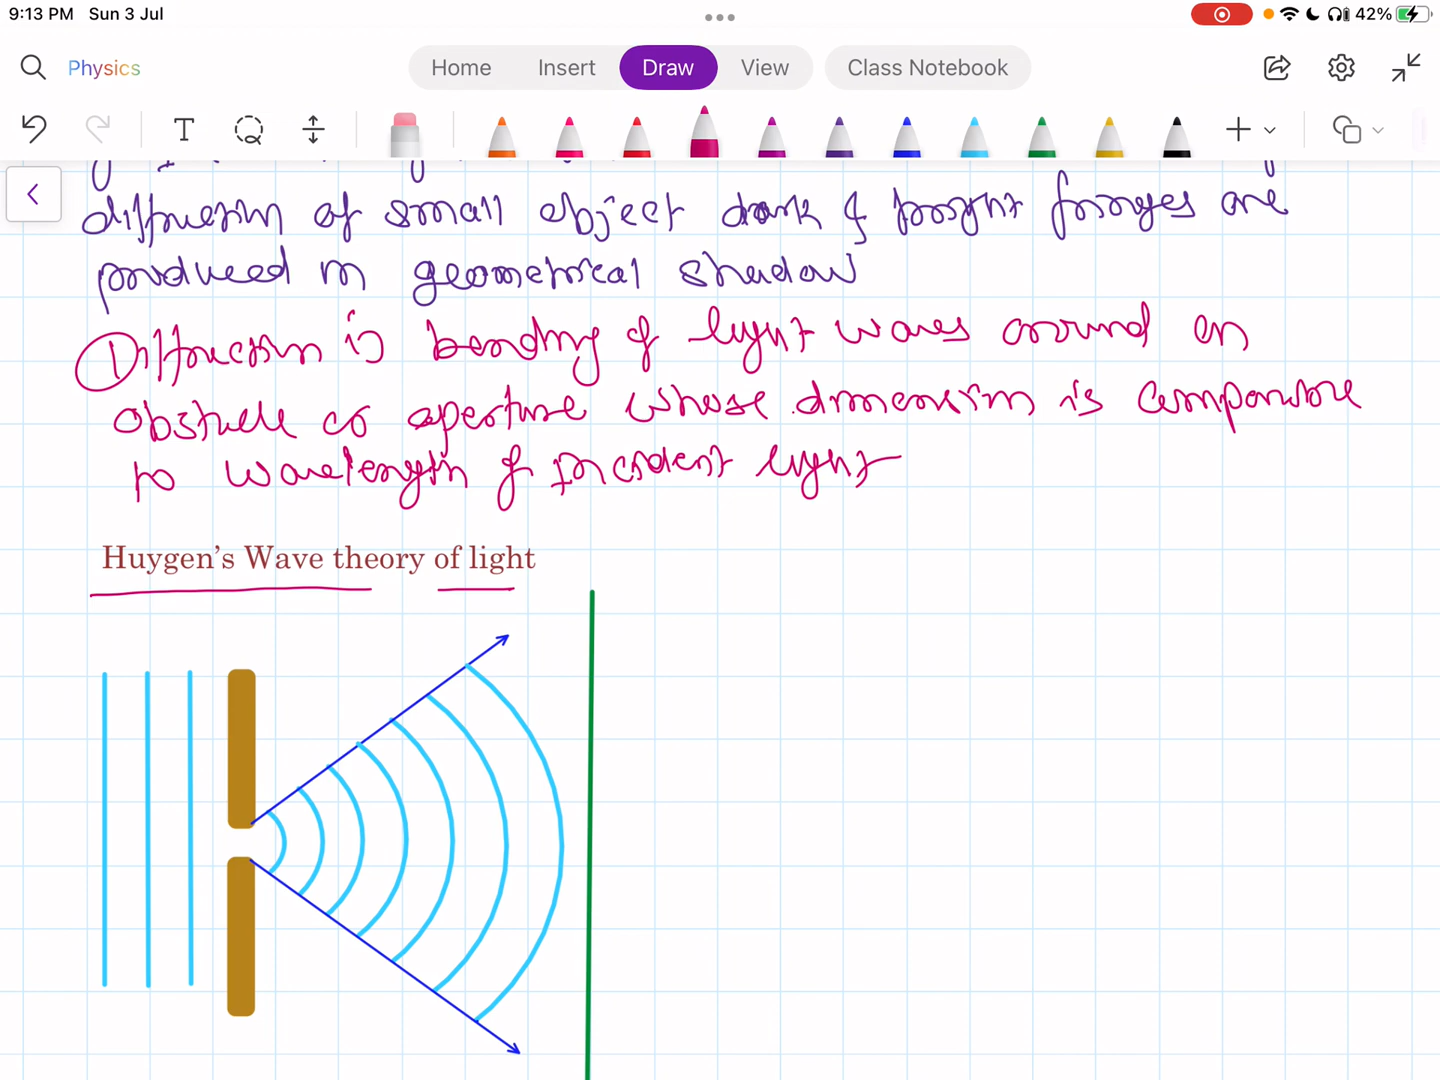 9:13 PM Sun 3 Jul
42%
Physics
Home Insert Draw View Class Notebook
T
diffraction of small object dark & bright fringes are
produced in geometrical shadow
Diffraction is bending of light waves around an
obstacle or aperture whose dimension is comparable
to wavelength of incident light
Huygen's Wave theory of light